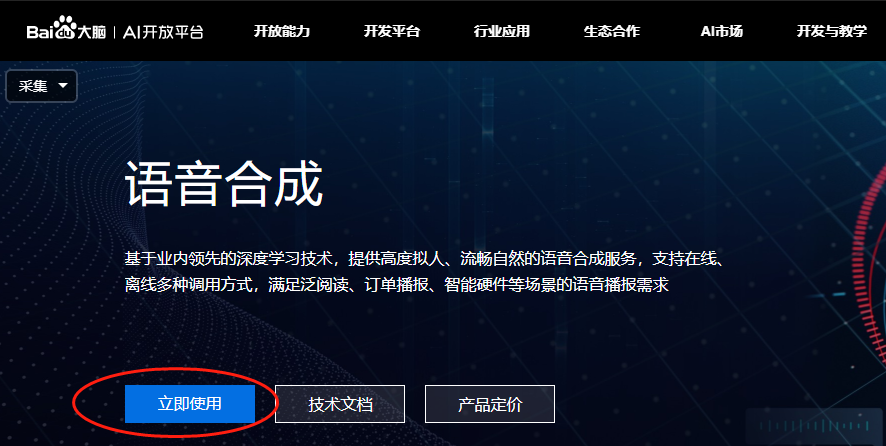 Baidu大脑 | AI开放平台 开放能力 开发平台 行业应用 生态合作 AI市场 开发与教学
采集
语音合成
基于业内领先的深度学习技术，提供高度拟人、流畅自然的语音合成服务，支持在线、
离线多种调用方式，满足泛阅读、订单播报、智能硬件等场景的语音播报需求
立即使用 技术文档 产品定价